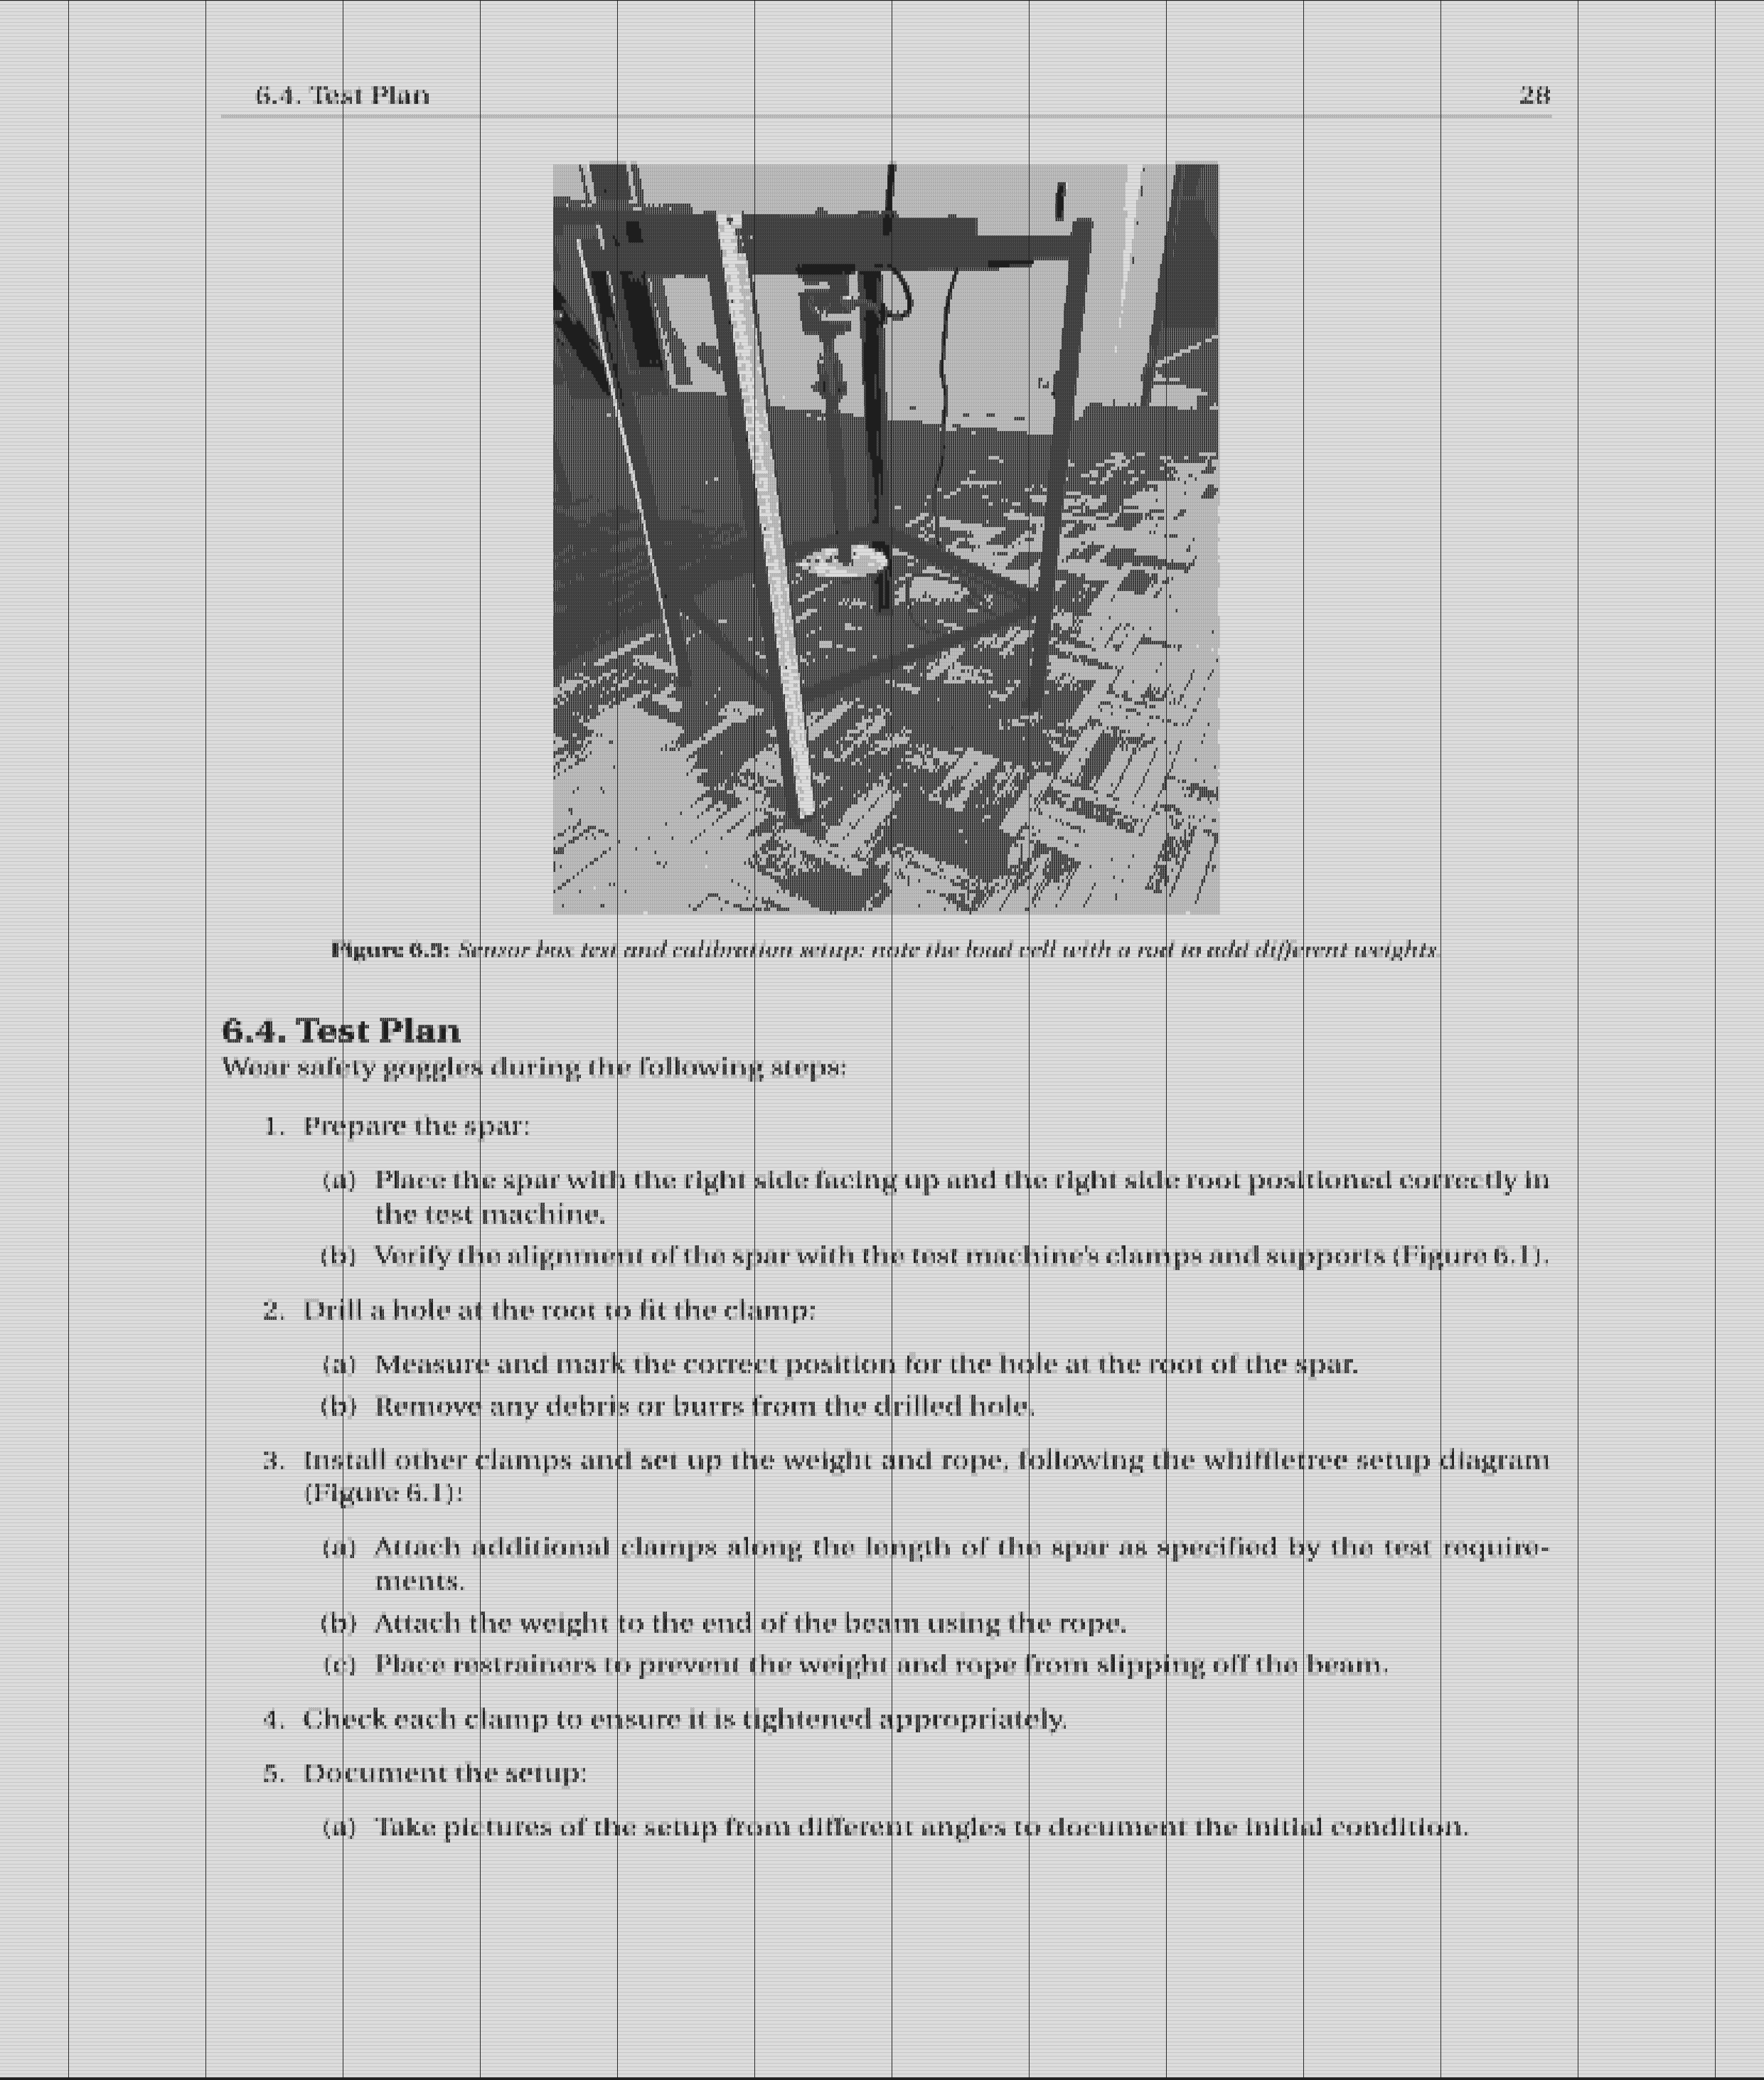 6.4. Test Plan 28
Figure 6.5: Sensor box test and calibration setup: note the load cell with a rod to add different weights.
6.4. Test Plan
Wear safety goggles during the following steps:
1. Prepare the spar:
(a) Place the spar with the right side facing up and the right side root positioned correctly in
the test machine.
(b) Verify the alignment of the spar with the test machine's clamps and supports (Figure 6.1).
2. Drill a hole at the root to fit the clamp:
(a) Measure and mark the correct position for the hole at the root of the spar.
(b) Remove any debris or burrs from the drilled hole.
3. Install other clamps and set up the weight and rope, following the whiffletree setup diagram
(Figure 6.1):
(a) Attach additional clamps along the length of the spar as specified by the test require-
ments.
(b) Attach the weight to the end of the beam using the rope.
(c) Place restrainers to prevent the weight and rope from slipping off the beam.
4. Check each clamp to ensure it is tightened appropriately.
5. Document the setup:
(a) Take pictures of the setup from different angles to document the initial condition.